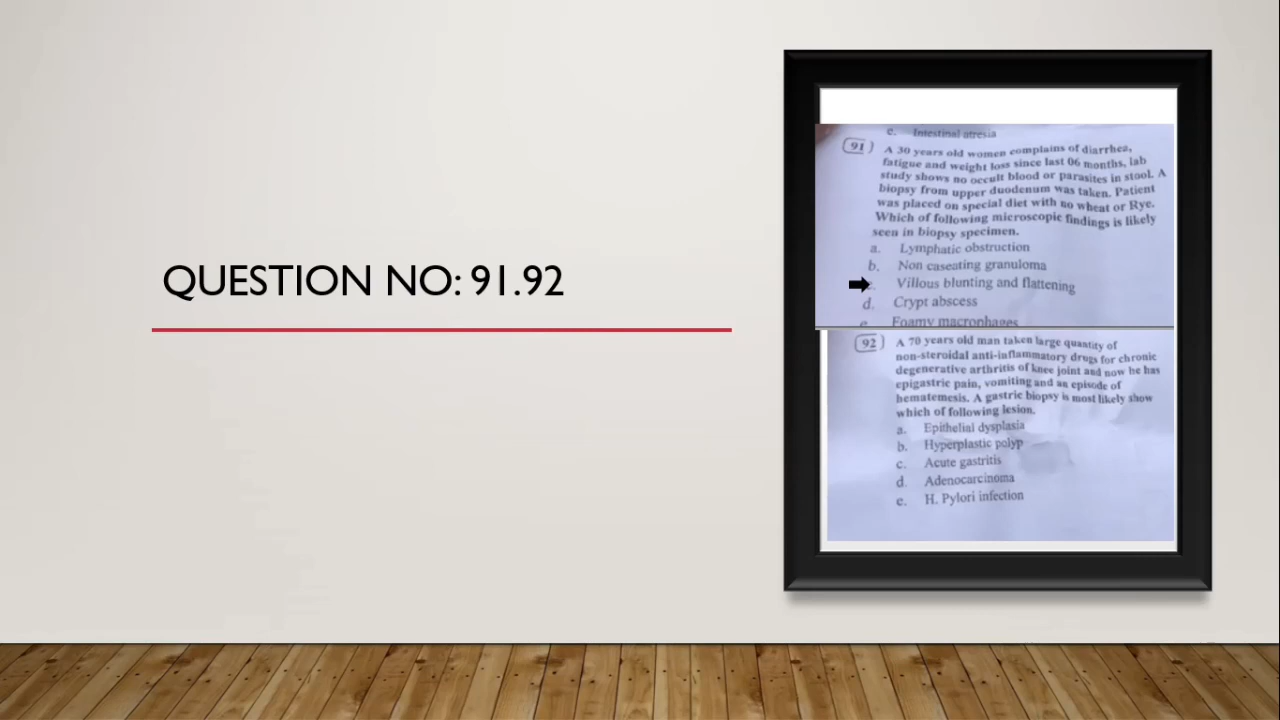 QUESTION NO: 91.92
e. Intestinal atresia
91) A 30 years old women complains of diarrhea,
fatigue and weight loss since last 06 months, lab
study shows no occult blood or parasites in stool. A
biopsy from upper duodenum was taken. Patient
was placed on special diet with no wheat or Rye.
Which of following microscopic findings is likely
seen in biopsy specimen.
a. Lymphatic obstruction
b. Non caseating granuloma
Villous blunting and flattening
d. Crypt abscess
e Foamy macrophages
92) A 70 years old man taken large quantity of
non-steroidal anti-inflammatory drugs for chronic
degenerative arthritis of knee joint and now he has
epigastric pain, vomiting and an episode of
hematemesis. A gastric biopsy is most likely show
which of following lesion.
a. Epithelial dysplasia
b. Hyperplastic polyp
c. Acute gastritis
d. Adenocarcinoma
e. H. Pylori infection